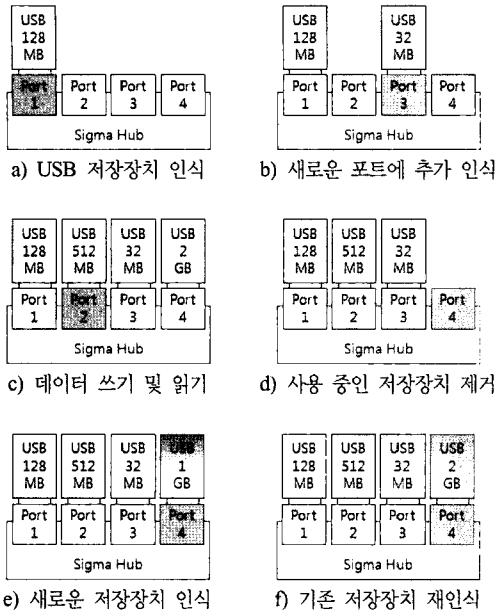 USB 128 MB
Port 1 Port 2 Port 3 Port 4
Sigma Hub
a) USB 저장장치 인식
USB 128 MB USB 32 MB
Port 1 Port 2 Port 3 Port 4
Sigma Hub
b) 새로운 포트에 추가 인식
USB 128 MB USB 512 MB USB 32 MB USB 2 GB
Port 1 Port 2 Port 3 Port 4
Sigma Hub
c) 데이터 쓰기 및 읽기
USB 128 MB USB 512 MB USB 32 MB
Port 1 Port 2 Port 3 Port 4
Sigma Hub
d) 사용 중인 저장장치 제거
USB 128 MB USB 512 MB USB 32 MB USB 1 GB
Port 1 Port 2 Port 3 Port 4
Sigma Hub
e) 새로운 저장장치 인식
USB 128 MB USB 512 MB USB 32 MB USB 2 GB
Port 1 Port 2 Port 3 Port 4
Sigma Hub
f) 기존 저장장치 재인식